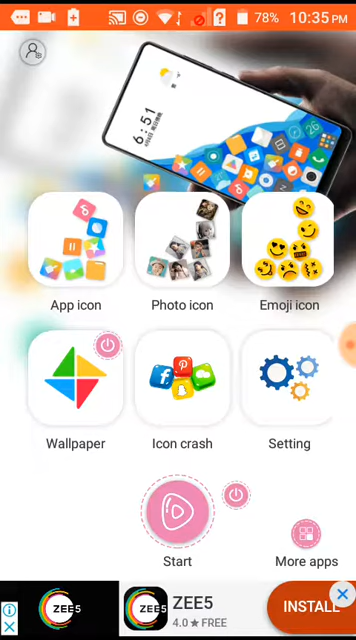 78% 10:35 PM
6:51
App icon
Photo icon
Emoji icon
Wallpaper
Icon crash
Setting
Start
More apps
ZEE5
ZEE5
ZEE5
4.0★FREE
INSTALL